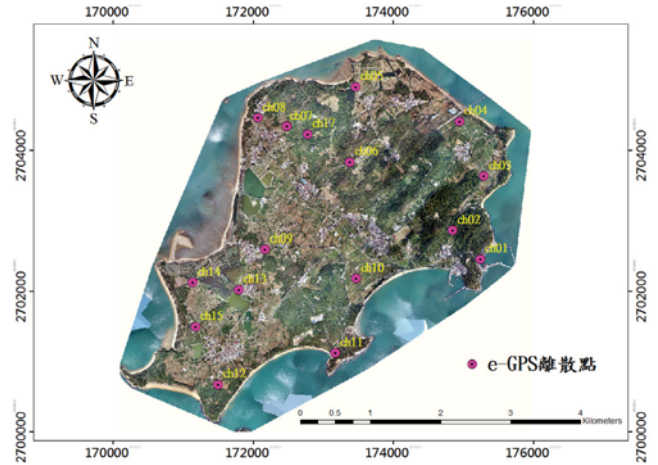 170000 172000 174000 176000
N
W E
S
ch05
ch08
ch07
ch17
ch04
2704000 2704000
ch06
ch03
ch02
ch09
ch01
ch14
ch10
ch13
2702000 2702000
ch15
ch11
ch12
e-GPS離散點
0 0.5 1 2 3 4
Kilometers
2700000 2700000
170000 172000 174000 176000